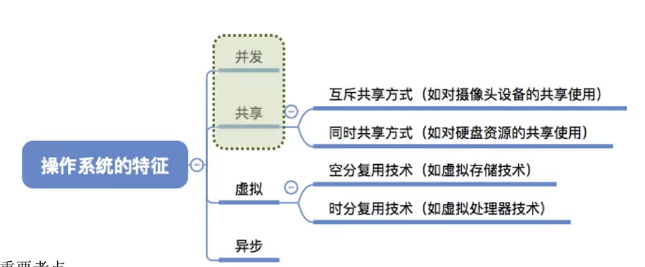 并发
共享
互斥共享方式（如对摄像头设备的共享使用）
同时共享方式（如对硬盘资源的共享使用）
操作系统的特征
虚拟
空分复用技术（如虚拟存储技术）
时分复用技术（如虚拟处理器技术）
异步
重要考点